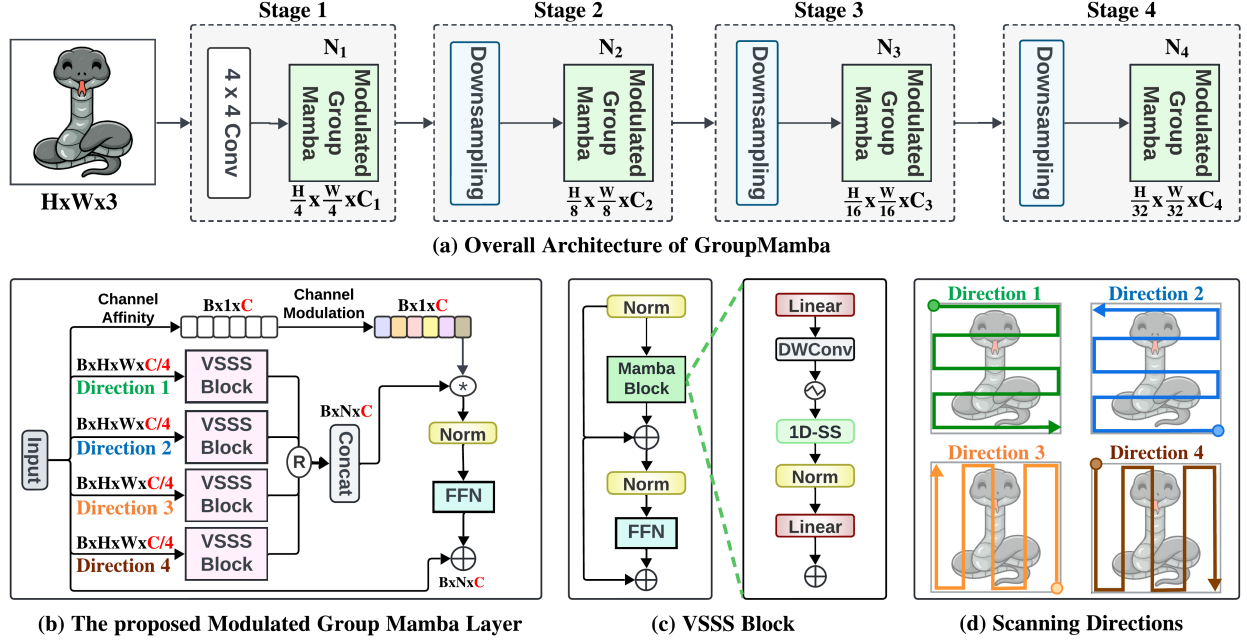 Stage 1
Stage 2
Stage 3
Stage 4
HxWx3
4 x 4 Conv
N1
Modulated
Group
Mamba
H/4 x W/4 xC1
Downsampling
N2
Modulated
Group
Mamba
H/8 x W/8 xC2
Downsampling
N3
Modulated
Group
Mamba
H/16 x W/16 xC3
Downsampling
N4
Modulated
Group
Mamba
H/32 x W/32 xC4
(a) Overall Architecture of GroupMamba
Channel
Affinity
Bx1xC
Channel
Modulation
Bx1xC
Input
BxHxWxC/4
Direction 1
VSSS
Block
BxHxWxC/4
Direction 2
VSSS
Block
BxHxWxC/4
Direction 3
VSSS
Block
BxHxWxC/4
Direction 4
VSSS
Block
R
BxNxC
Concat
*
Norm
FFN
BxNxC
(b) The proposed Modulated Group Mamba Layer
Norm
Mamba
Block
Norm
FFN
Linear
DWConv
1D-SS
Norm
Linear
(c) VSSS Block
Direction 1
Direction 2
Direction 3
Direction 4
(d) Scanning Directions